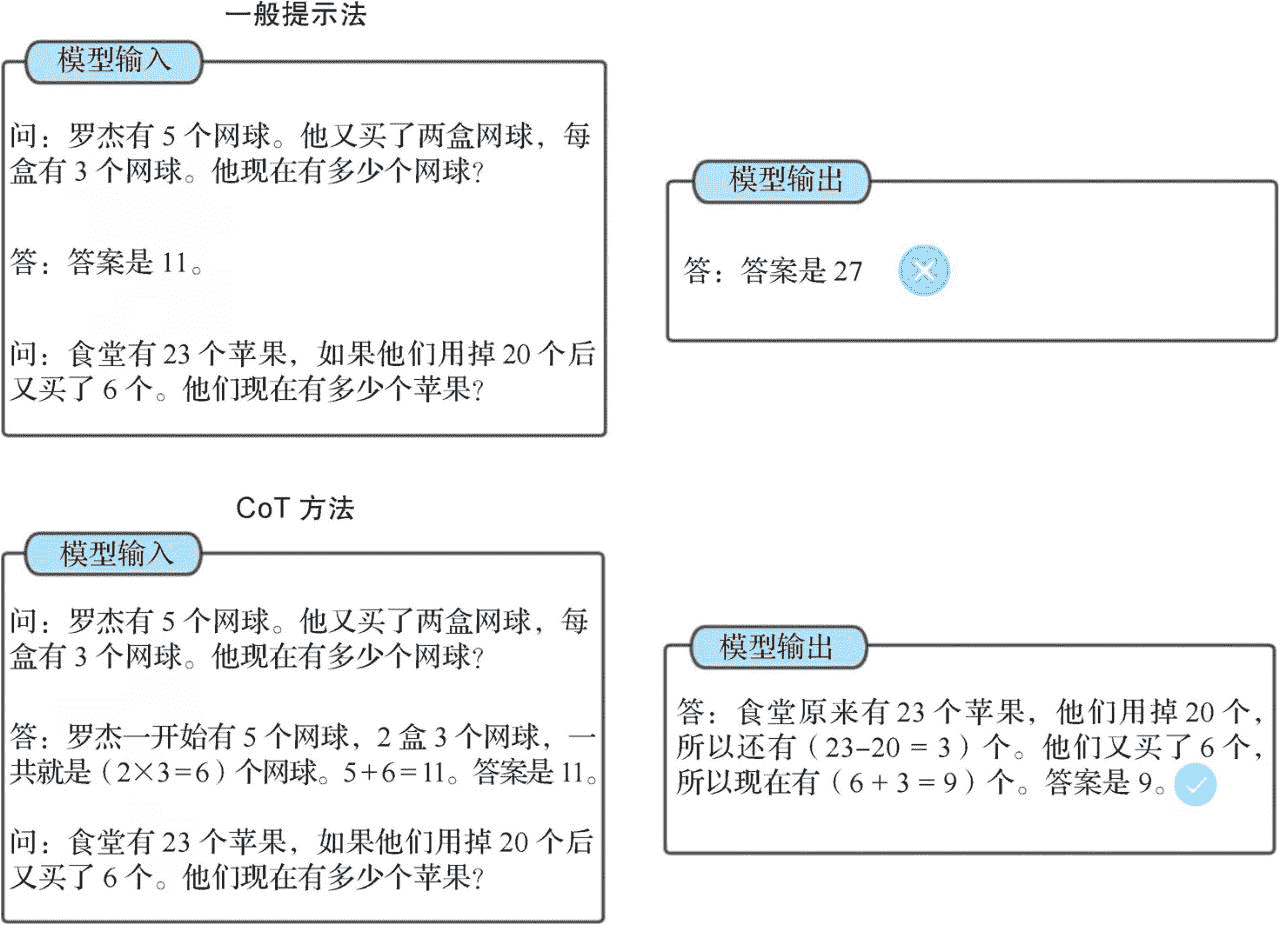 一般提示法
模型输入
问：罗杰有 5 个网球。他又买了两盒网球，每
盒有 3 个网球。他现在有多少个网球？
答：答案是 11。
问：食堂有 23 个苹果，如果他们用掉 20 个后
又买了 6 个。他们现在有多少个苹果？
模型输出
答：答案是 27
CoT 方法
模型输入
问：罗杰有 5 个网球。他又买了两盒网球，每
盒有 3 个网球。他现在有多少个网球？
答：罗杰一开始有 5 个网球，2 盒 3 个网球，一
共就是（2×3=6）个网球。5+6=11。答案是 11。
问：食堂有 23 个苹果，如果他们用掉 20 个后
又买了 6 个。他们现在有多少个苹果？
模型输出
答：食堂原来有 23 个苹果，他们用掉 20 个，
所以还有（23–20 = 3）个。他们又买了 6 个，
所以现在有（6 + 3 = 9）个。答案是 9。